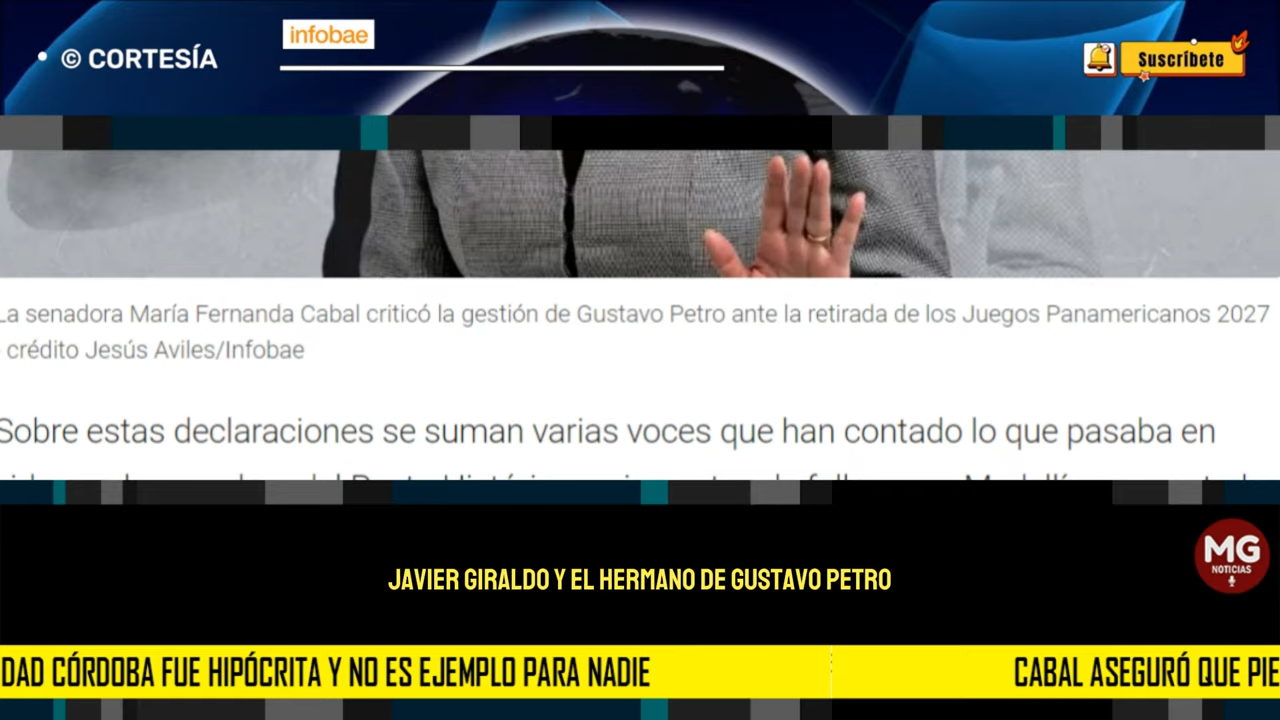 infobae
© CORTESÍA
Suscríbete
La senadora María Fernanda Cabal criticó la gestión de Gustavo Petro ante la retirada de los Juegos Panamericanos 2027
crédito Jesús Aviles/Infobae
Sobre estas declaraciones se suman varias voces que han contado lo que pasaba en
MG
NOTICIAS
JAVIER GIRALDO Y EL HERMANO DE GUSTAVO PETRO
DAD CÓRDOBA FUE HIPÓCRITA Y NO ES EJEMPLO PARA NADIE CABAL ASEGURÓ QUE PIE